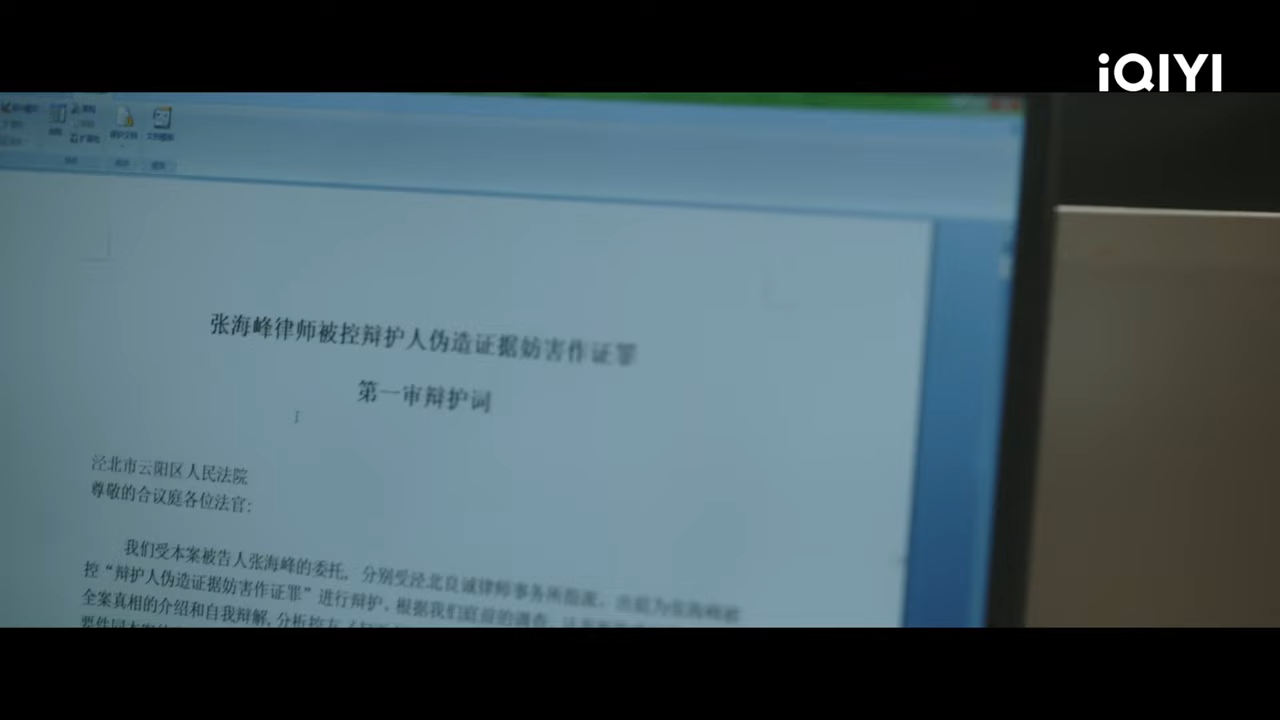 iQIYI
张海峰律师被控辩护人伪造证据妨害作证罪
第一审辩护词
泾北市云阳区人民法院
尊敬的合议庭各位法官：
我们受本案被告人张海峰的委托，分别受泾北良诚律师事务所指派，出庭为张海峰被
控“辩护人伪造证据妨害作证罪”进行辩护，根据我们庭前的调查，
全案真相的介绍和自我辩解，分析控方